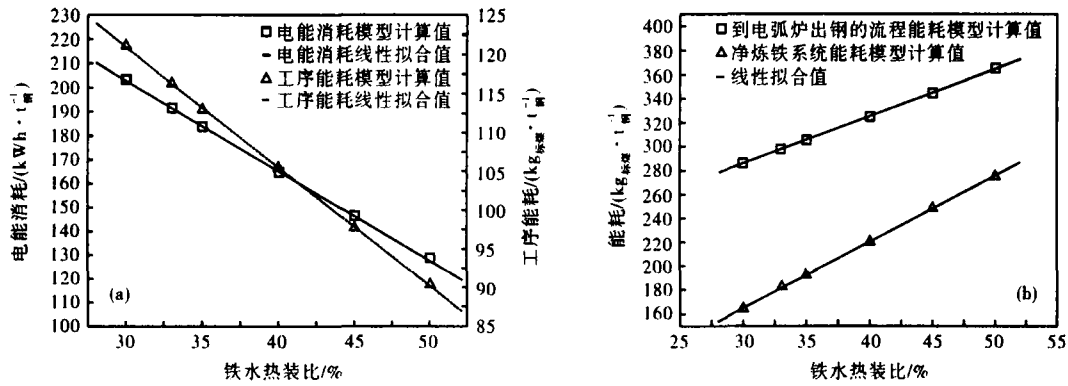 230
220
210
200
190
180
170
160
150
140
130
120
110
100
电能消耗/(kWh · t⁻¹钢)
电能消耗模型计算值
电能消耗线性拟合值
工序能耗模型计算值
工序能耗线性拟合值
(a)
30 35 40 45 50
铁水热装比/%
125
120
115
110
105
100
95
90
85
工序能耗/(kg标煤 · t⁻¹钢)
400
380
360
340
320
300
280
260
240
220
200
180
160
能耗/(kg标煤 · t⁻¹钢)
到电弧炉出钢的流程能耗模型计算值
净炼铁系统能耗模型计算值
线性拟合值
(b)
25 30 35 40 45 50 55
铁水热装比/%